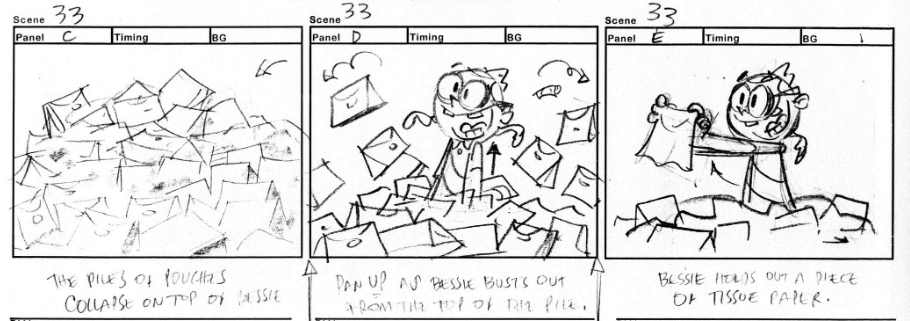 Scene 33
Panel C Timing BG
THE PILES OF POUCHES
COLLAPSE ON TOP OF BESSIE
Scene 33
Panel D Timing BG
PAN UP AS BESSIE BUSTS OUT
FROM THE TOP OF THE PILE.
Scene 33
Panel E Timing BG 1
BESSIE HOLDS OUT A PIECE
OF TISSUE PAPER.